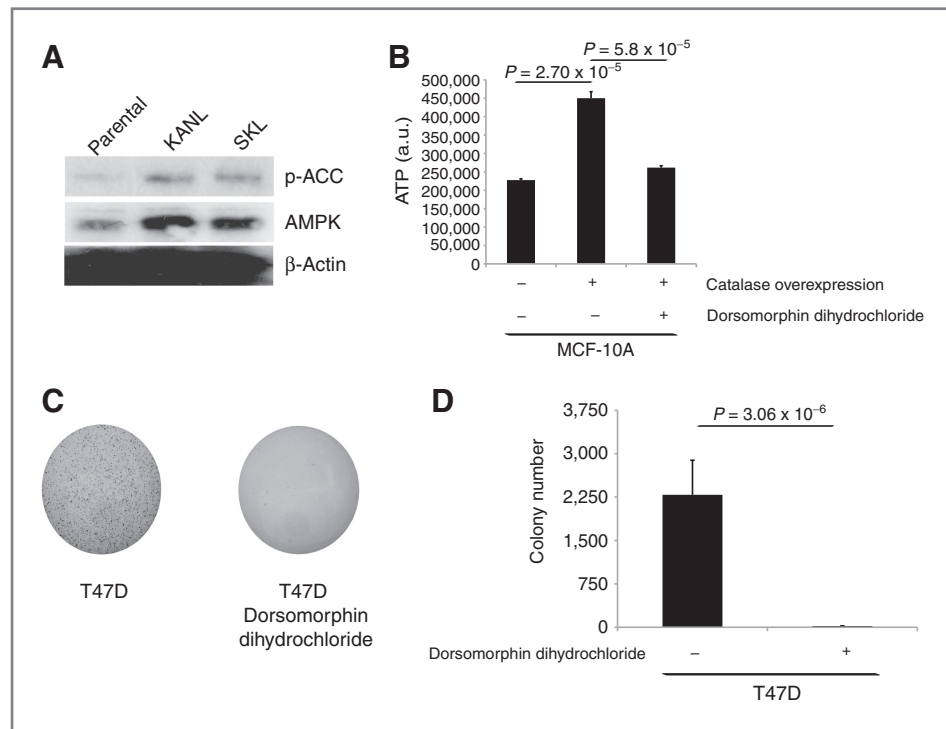 A
Parental
KANL
SKL
p-ACC
AMPK
β-Actin
B
P = 5.8 x 10⁻⁵
P = 2.70 x 10⁻⁵
ATP (a.u.)
500,000
450,000
400,000
350,000
300,000
250,000
200,000
150,000
100,000
50,000
0
– + + Catalase overexpression
– – + Dorsomorphin dihydrochloride
MCF-10A
C
T47D
T47D
Dorsomorphin
dihydrochloride
D
P = 3.06 x 10⁻⁶
Colony number
3,750
3,000
2,250
1,500
750
0
Dorsomorphin dihydrochloride – +
T47D